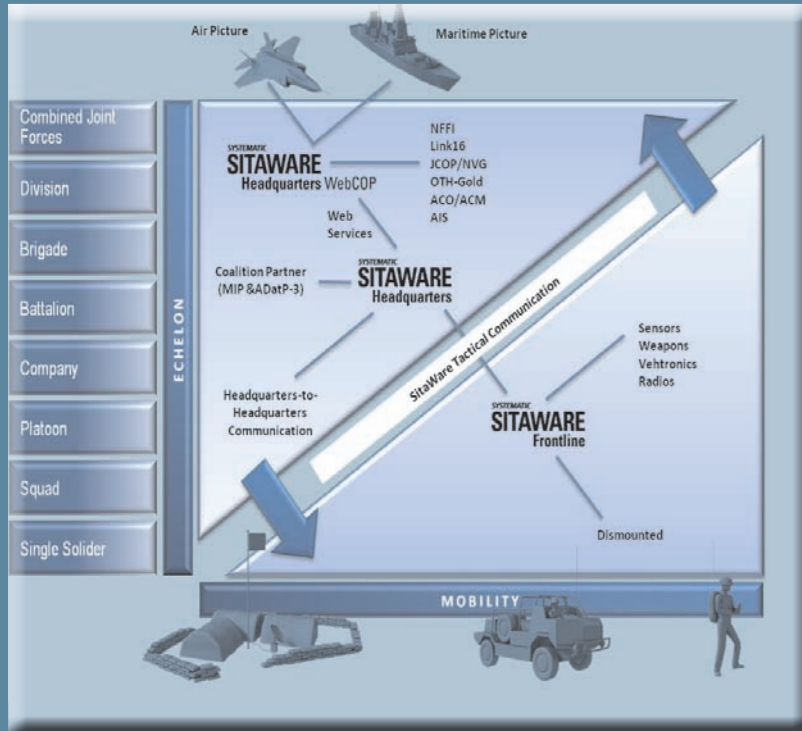 Air Picture
Maritime Picture
Combined Joint
Forces
Division
Brigade
Battalion
Company
Platoon
Squad
Single Solider
ECHELON
SYSTEMATIC
SITAWARE
Headquarters WebCOP
NFFI
Link16
JCOP/NVG
OTH-Gold
ACO/ACM
AIS
Web
Services
SYSTEMATIC
SITAWARE
Headquarters
Coalition Partner
(MIP &ADatP-3)
Headquarters-to-
Headquarters
Communication
SitaWare Tactical Communication
Sensors
Weapons
Vehtronics
Radios
SYSTEMATIC
SITAWARE
Frontline
Dismounted
MOBILITY